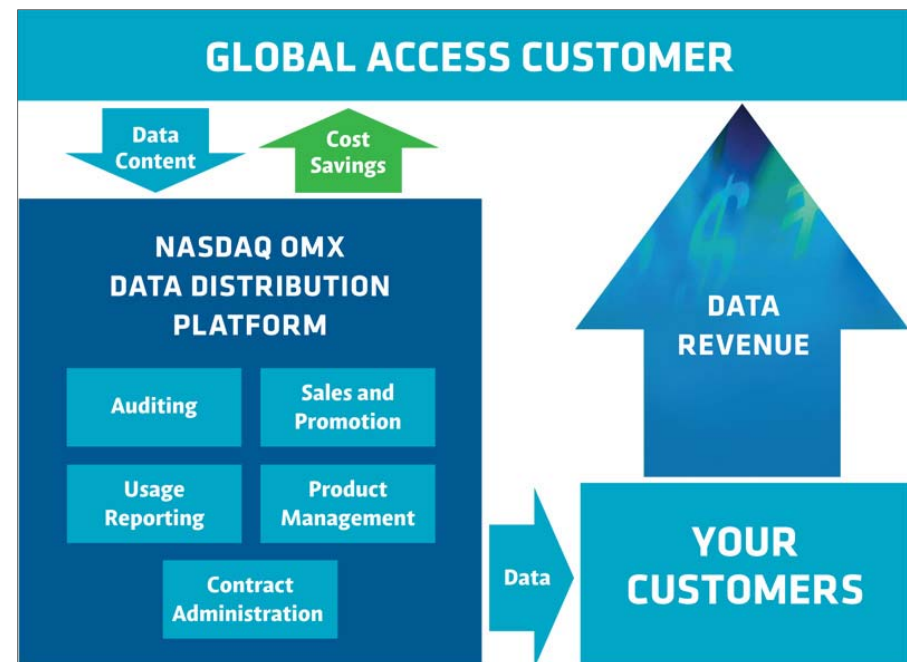 GLOBAL ACCESS CUSTOMER
Data
Content
Cost
Savings
NASDAQ OMX
DATA DISTRIBUTION
PLATFORM
Auditing
Sales and
Promotion
Usage
Reporting
Product
Management
Contract
Administration
Data
$
DATA
REVENUE
YOUR
CUSTOMERS